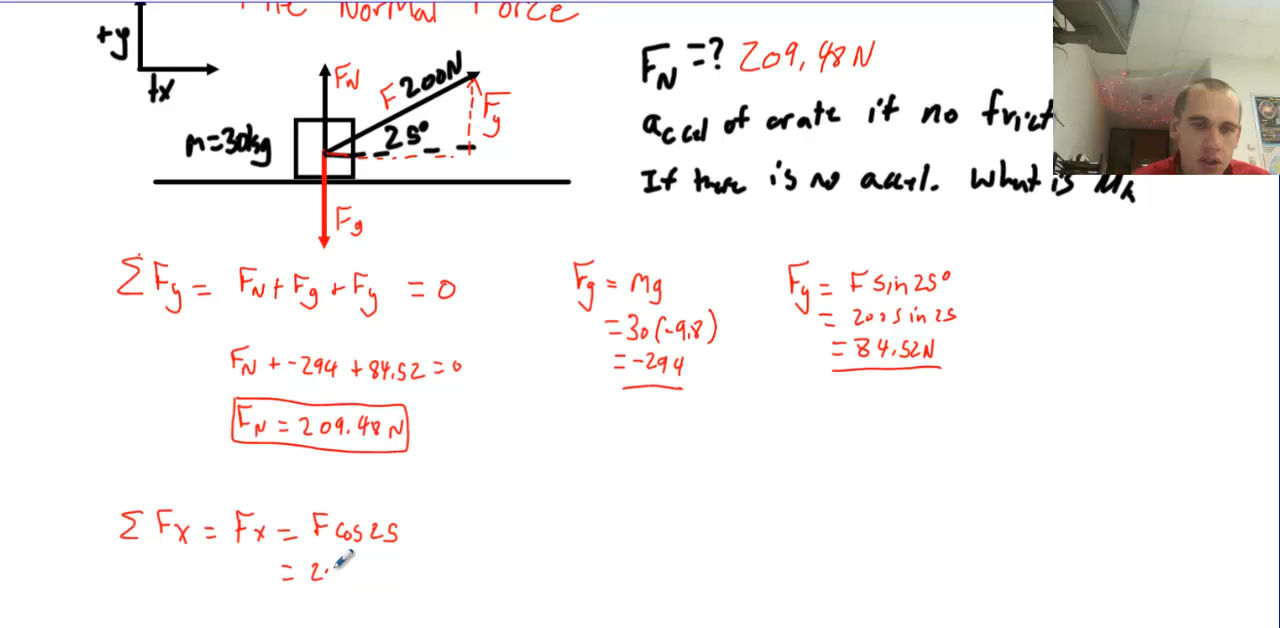 The Normal Force
+y
+x
FN
F 200N
Fy
25°
m=30kg
Fg
FN =? 209.48N
accel of crate if no frict
If there is no accel. What is μk
ΣFy = FN + Fg + Fy = 0
FN + -294 + 84.52 = 0
FN = 209.48 N
Fg = Mg
= 30(-9.8)
= -294
Fy = F sin 25°
= 200 sin 25
= 84.52N
Σ Fx = Fx = F cos 25
= 2